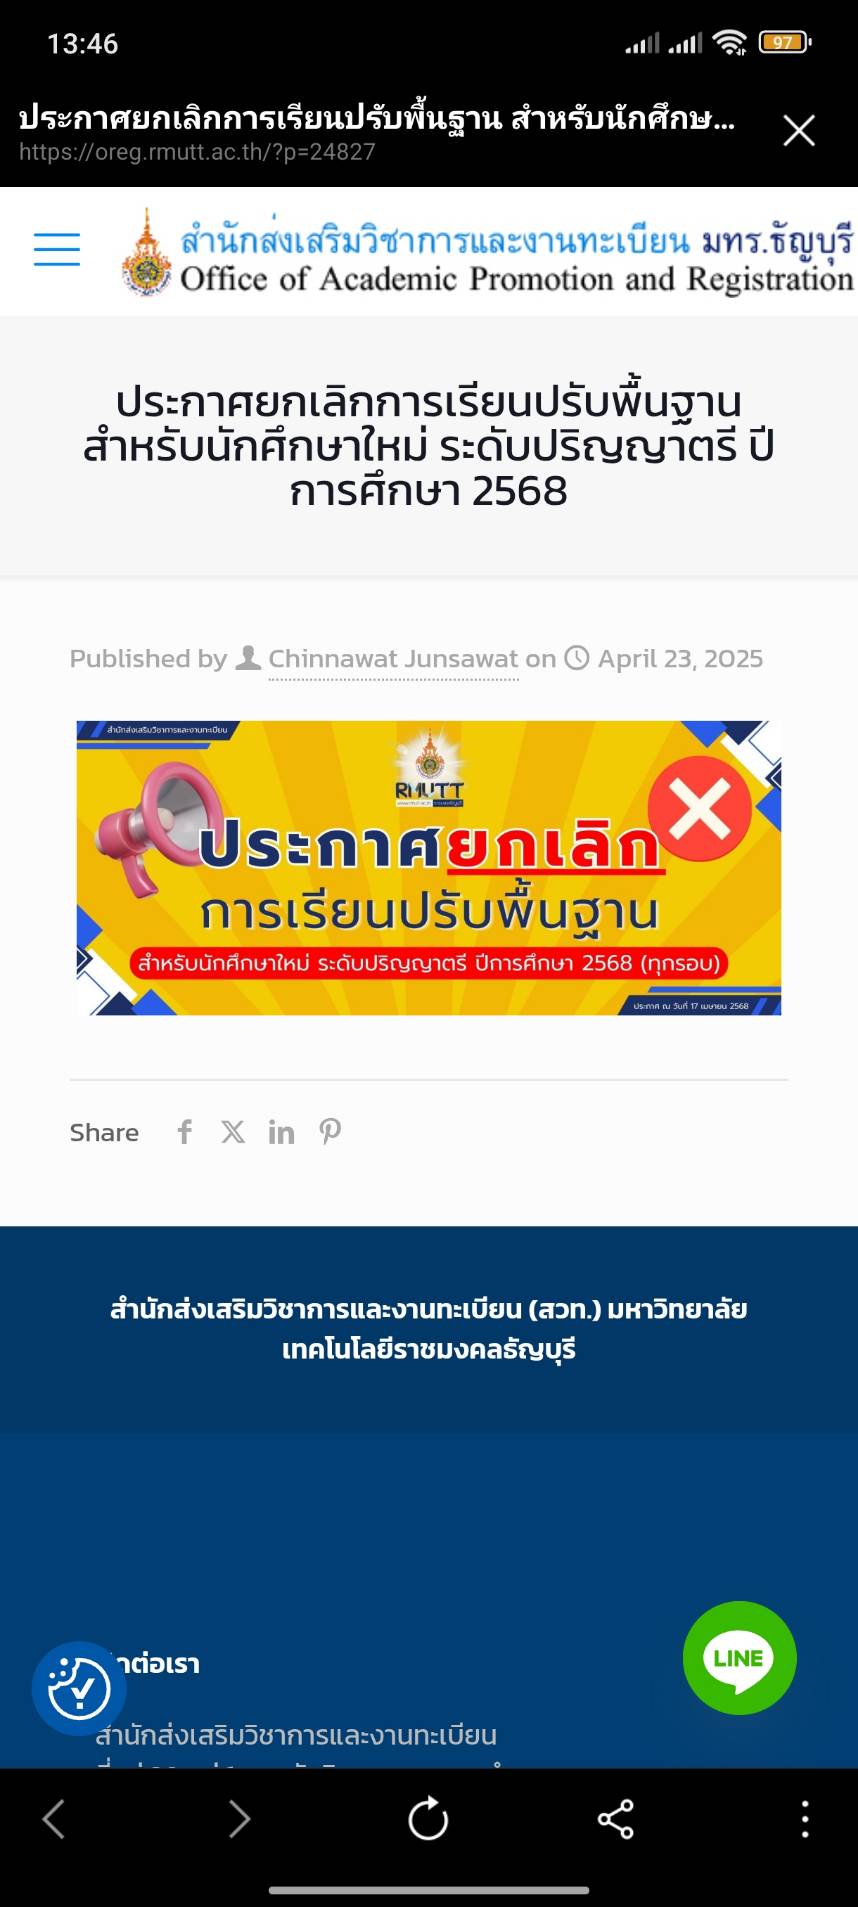 13:46
97
ประกาศยกเลิกการเรียนปรับพื้นฐาน สำหรับนักศึกษ...
https://oreg.rmutt.ac.th/?p=24827
สำนักส่งเสริมวิชาการและงานทะเบียน มทร.ธัญบุรี
Office of Academic Promotion and Registration
ประกาศยกเลิกการเรียนปรับพื้นฐาน
สำหรับนักศึกษาใหม่ ระดับปริญญาตรี ปี
การศึกษา 2568
Published by Chinnawat Junsawat on April 23, 2025
สำนักส่งเสริมวิชาการและงานทะเบียน
RMUTT
ประกาศยกเลิก
การเรียนปรับพื้นฐาน
สำหรับนักศึกษาใหม่ ระดับปริญญาตรี ปีการศึกษา 2568 (ทุกรอบ)
ประกาศ ณ วันที่ 17 เมษายน 2568
Share
สำนักส่งเสริมวิชาการและงานทะเบียน (สวท.) มหาวิทยาลัย
เทคโนโลยีราชมงคลธัญบุรี
LINE
สำนักส่งเสริมวิชาการและงานทะเบียน